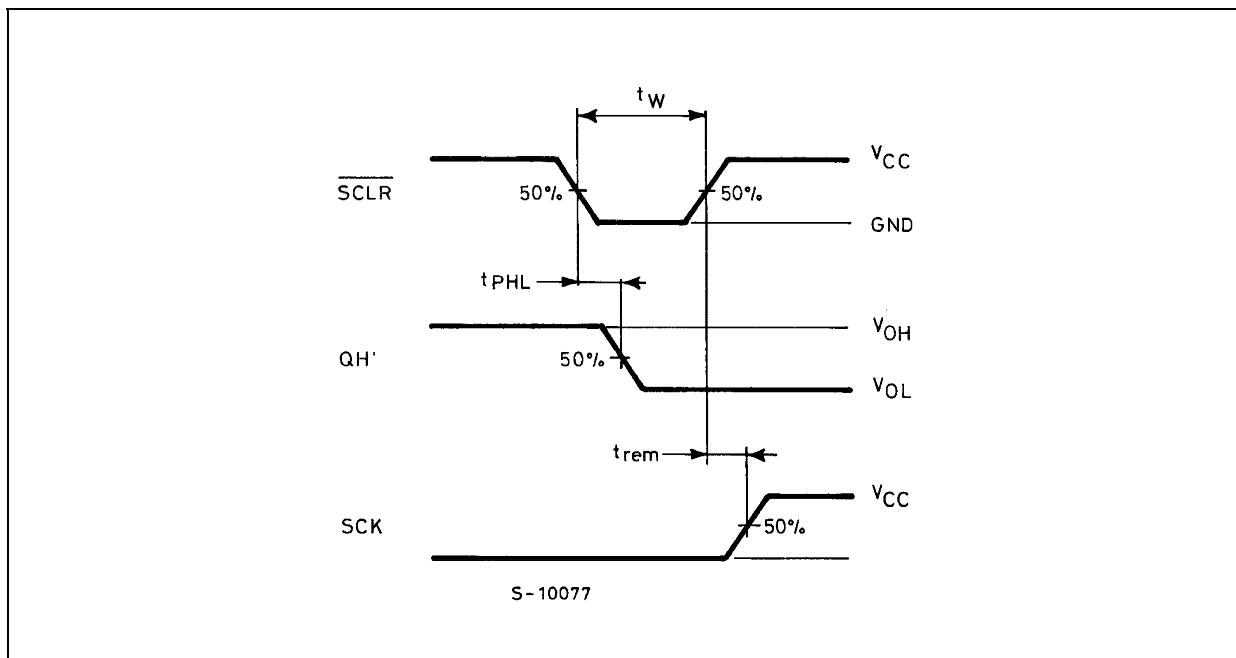 tW
VCC
SCLR
50%
50%
GND
tPHL
VOH
QH'
50%
VOL
trem
VCC
SCK
50%
S-10077